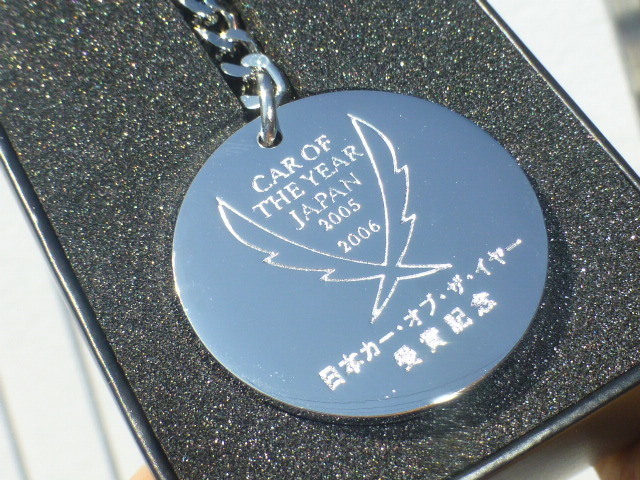 CAR OF
THE YEAR
JAPAN
2005
2006
日本カー・オブ・ザ・イヤー
受賞記念